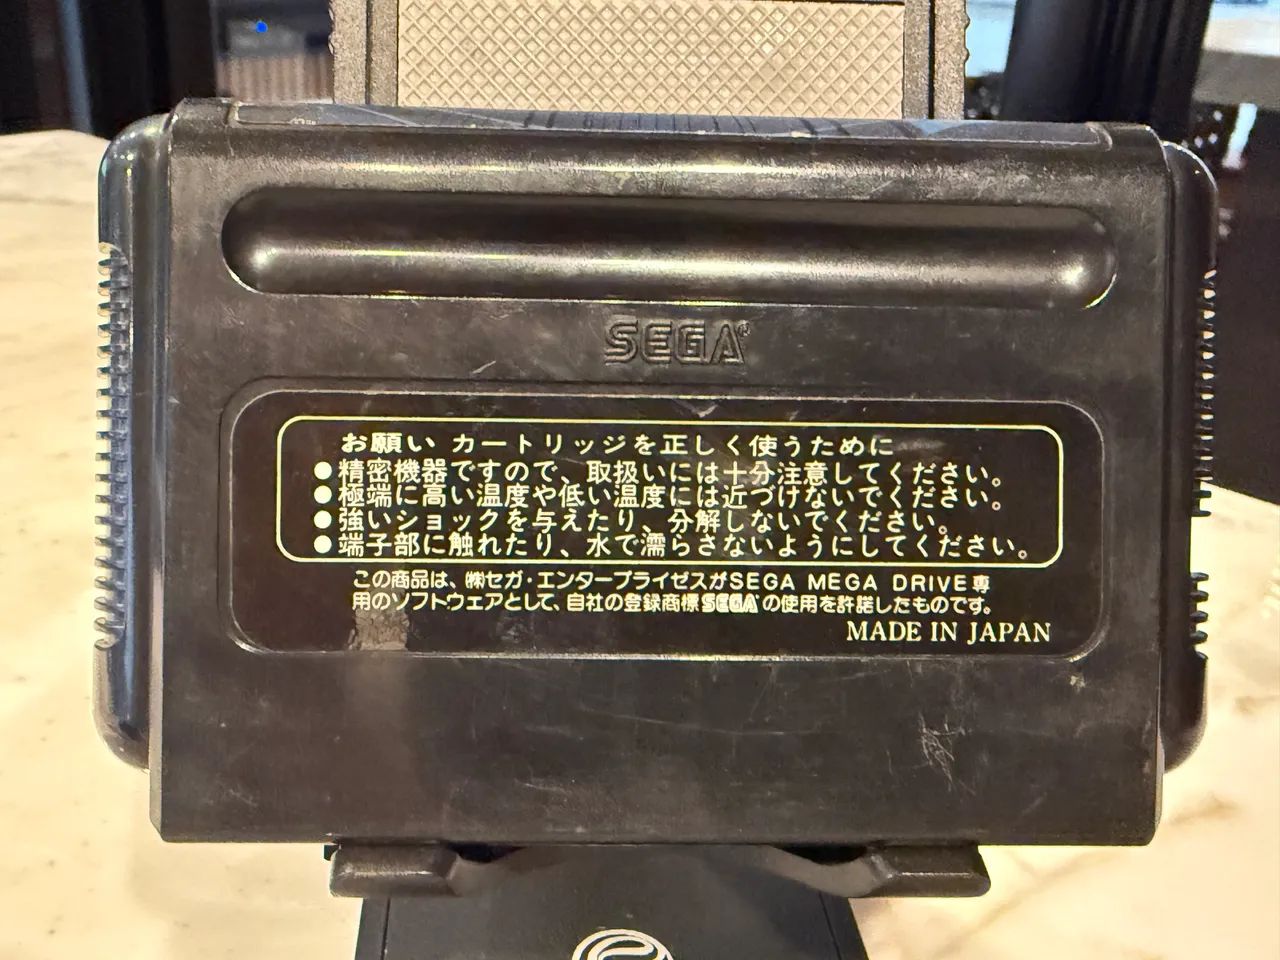 SEGA
お願い カートリッジを正しく使うために
●精密機器ですので、取扱いには十分注意してください。
●極端に高い温度や低い温度には近づけないでください。
●強いショックを与えたり、分解しないでください。
●端子部に触れたり、水で濡らさないようにしてください。
この商品は、㈱セガ・エンタープライゼスがSEGA MEGA DRIVE専
用のソフトウェアとして、自社の登録商標SEGAの使用を許諾したものです。
MADE IN JAPAN